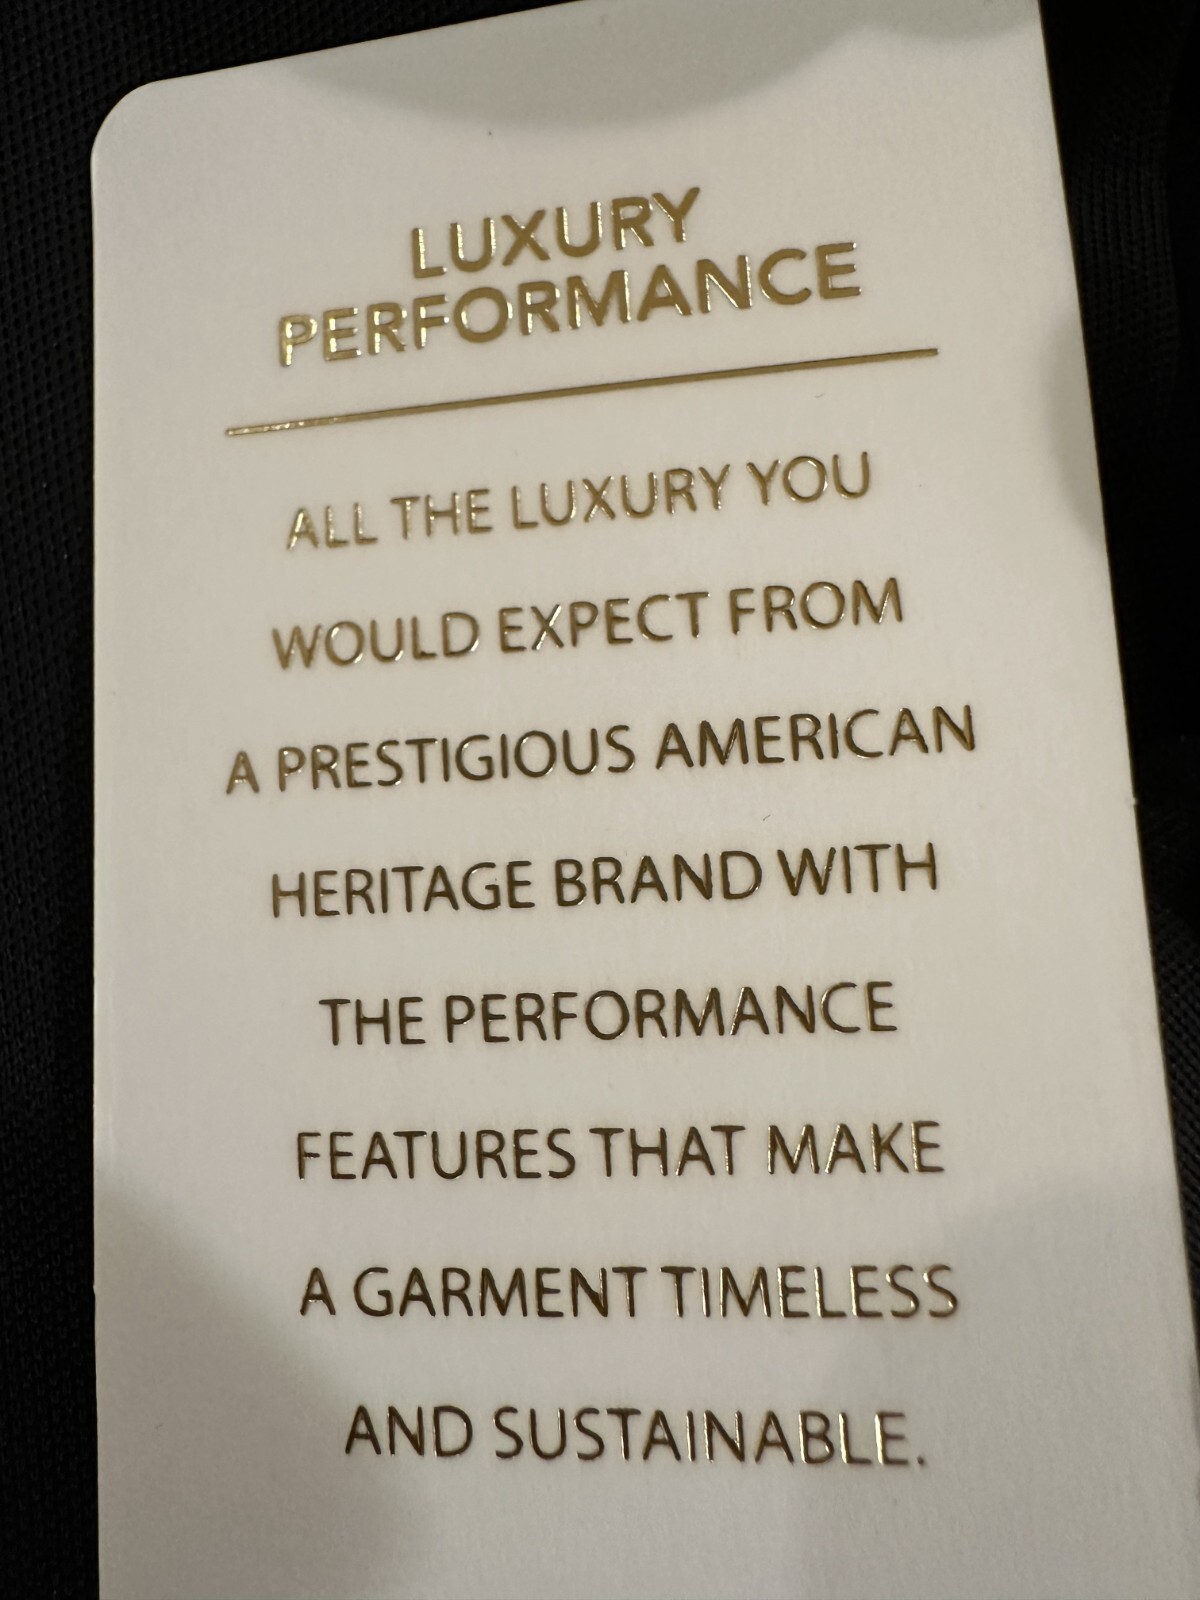 LUXURY
PERFORMANCE
ALL THE LUXURY YOU
WOULD EXPECT FROM
A PRESTIGIOUS AMERICAN
HERITAGE BRAND WITH
THE PERFORMANCE
FEATURES THAT MAKE
A GARMENT TIMELESS
AND SUSTAINABLE.